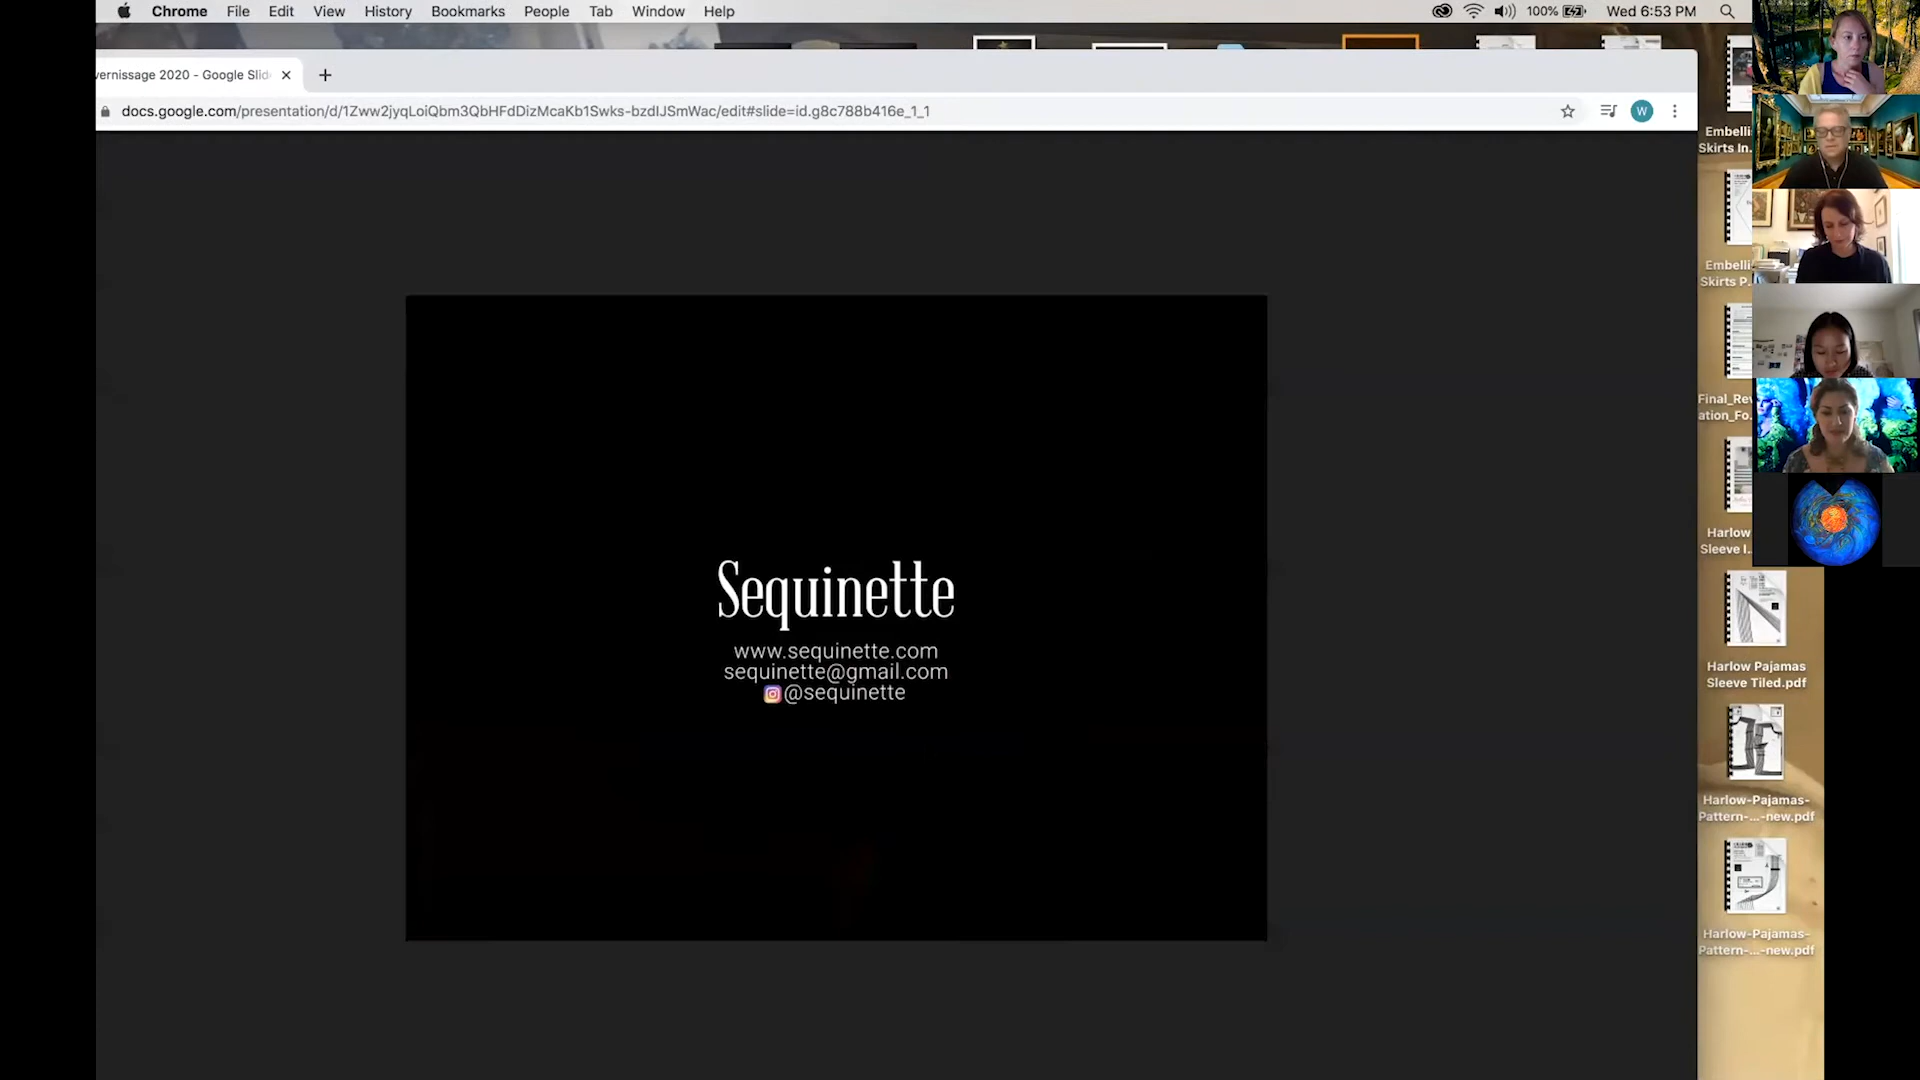 Chrome File Edit View History Bookmarks People Tab Window Help 100% Wed 6:53 PM
vernissage 2020 - Google Slid
docs.google.com/presentation/d/1Zww2jyqLoiQbm3QbHFdDizMcaKb1Swks-bzdIJSmWac/edit#slide=id.g8c788b416e_1_1
W
Embelli
Skirts In.
Embelli
Skirts P.
Final_Rev
ation_Fo.
Harlow
Sleeve I..
Sequinette
www.sequinette.com
sequinette@gmail.com
@sequinette
Harlow Pajamas
Sleeve Tiled.pdf
Harlow-Pajamas-
Pattern-...-new.pdf
Harlow-Pajamas-
Pattern-...-new.pdf